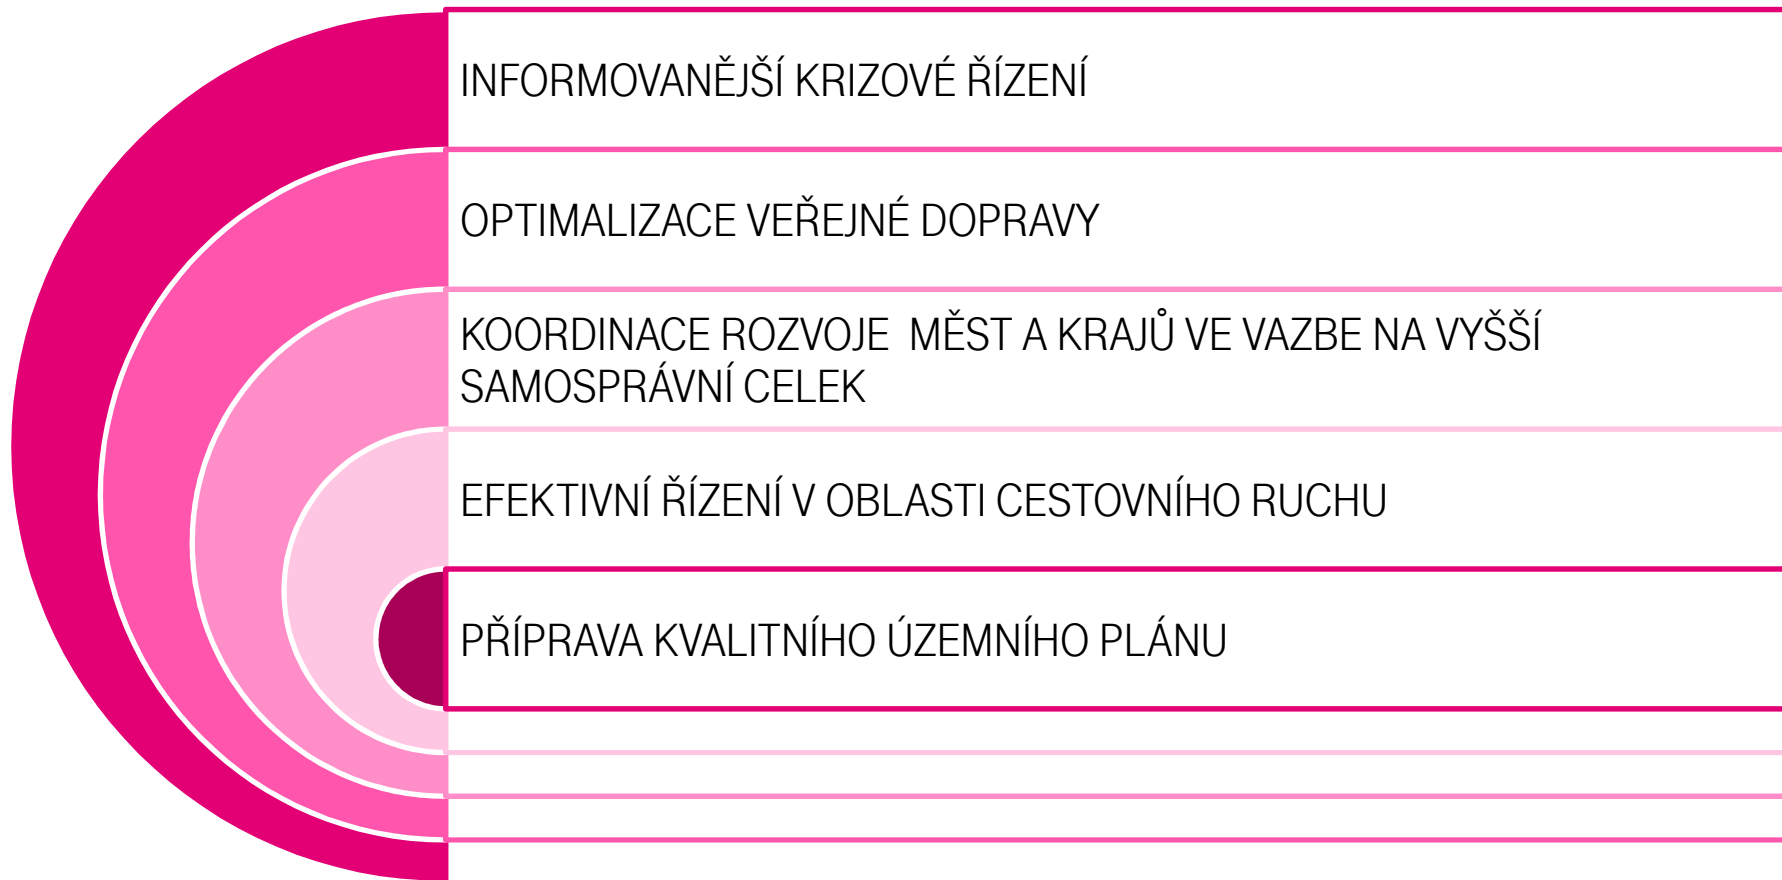 INFORMOVANĚJŠÍ KRIZOVÉ ŘÍZENÍ
OPTIMALIZACE VEŘEJNÉ DOPRAVY
KOORDINACE ROZVOJE  MĚST A KRAJŮ VE VAZBE NA VYŠŠÍ
SAMOSPRÁVNÍ CELEK
EFEKTIVNÍ ŘÍZENÍ V OBLASTI CESTOVNÍHO RUCHU
PŘÍPRAVA KVALITNÍHO ÚZEMNÍHO PLÁNU